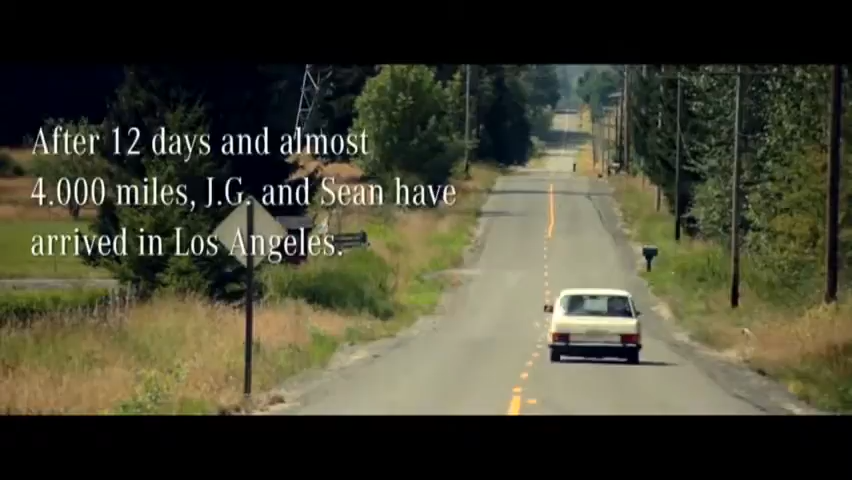 After 12 days and almost
4.000 miles, J.G. and Sean have
arrived in Los Angeles.